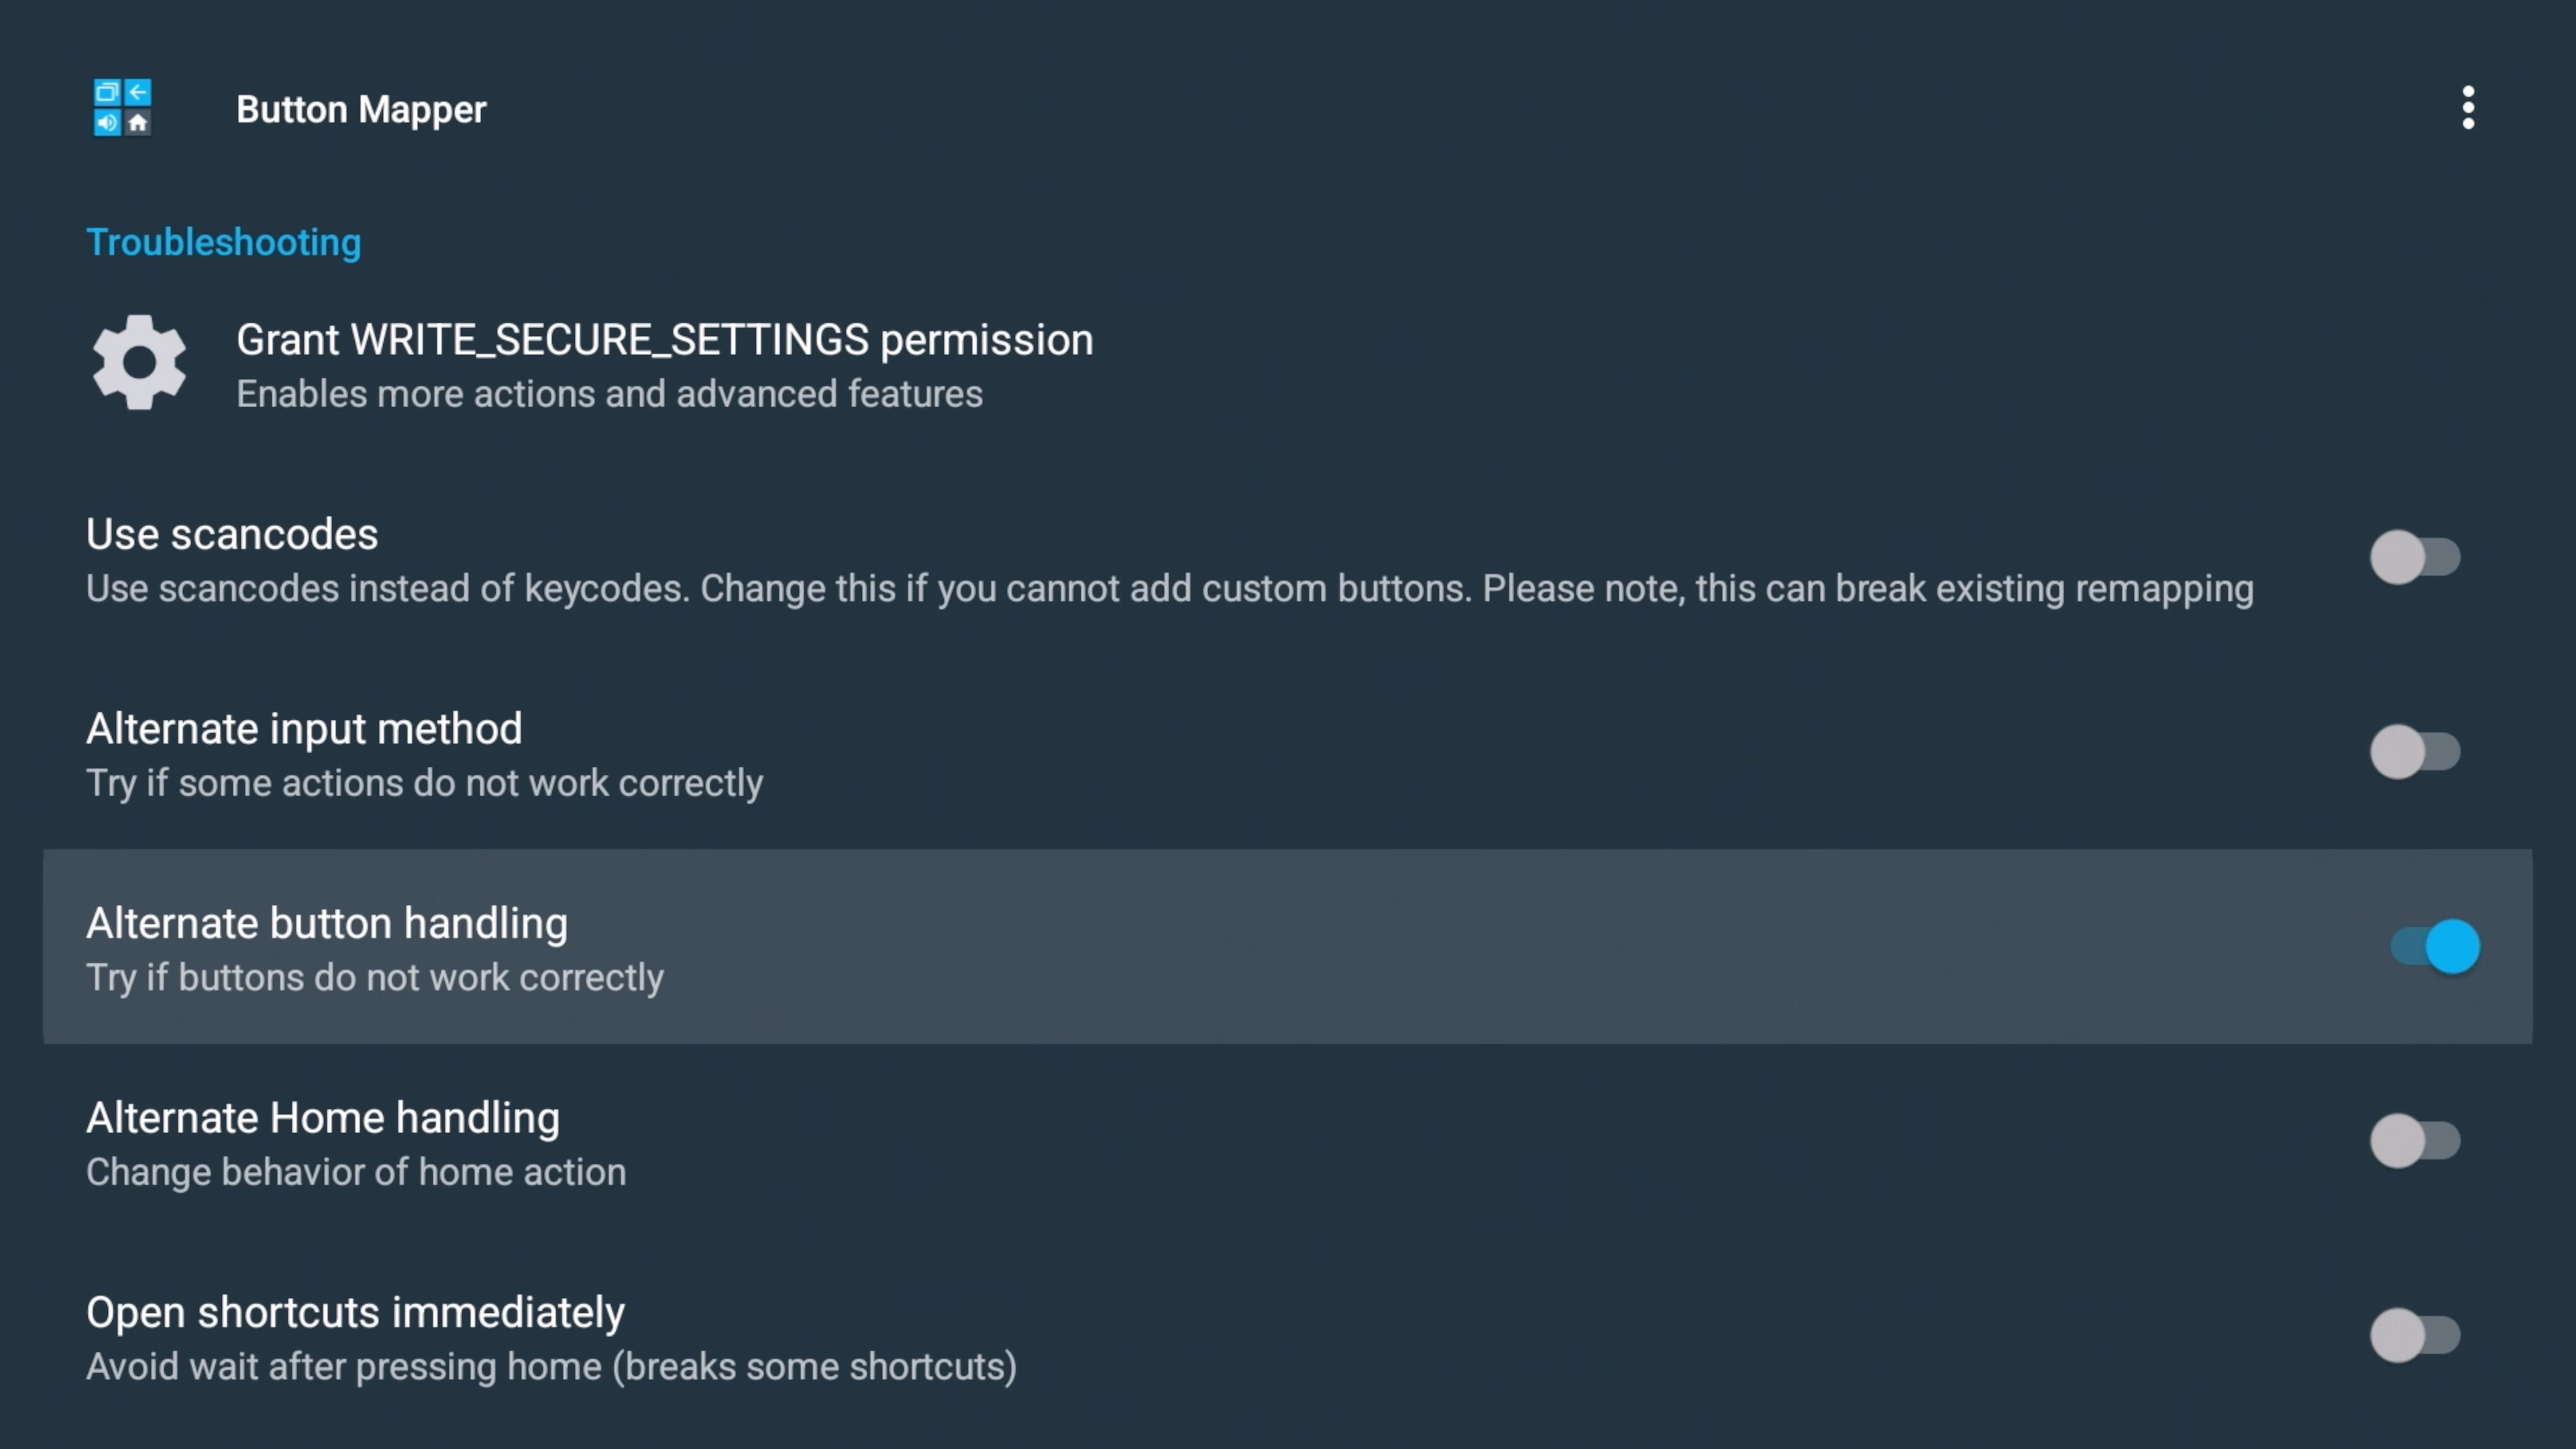 Button Mapper
Troubleshooting
Grant WRITE_SECURE_SETTINGS permission
Enables more actions and advanced features
Use scancodes
Use scancodes instead of keycodes. Change this if you cannot add custom buttons. Please note, this can break existing remapping
Alternate input method
Try if some actions do not work correctly
Alternate button handling
Try if buttons do not work correctly
Alternate Home handling
Change behavior of home action
Open shortcuts immediately
Avoid wait after pressing home (breaks some shortcuts)